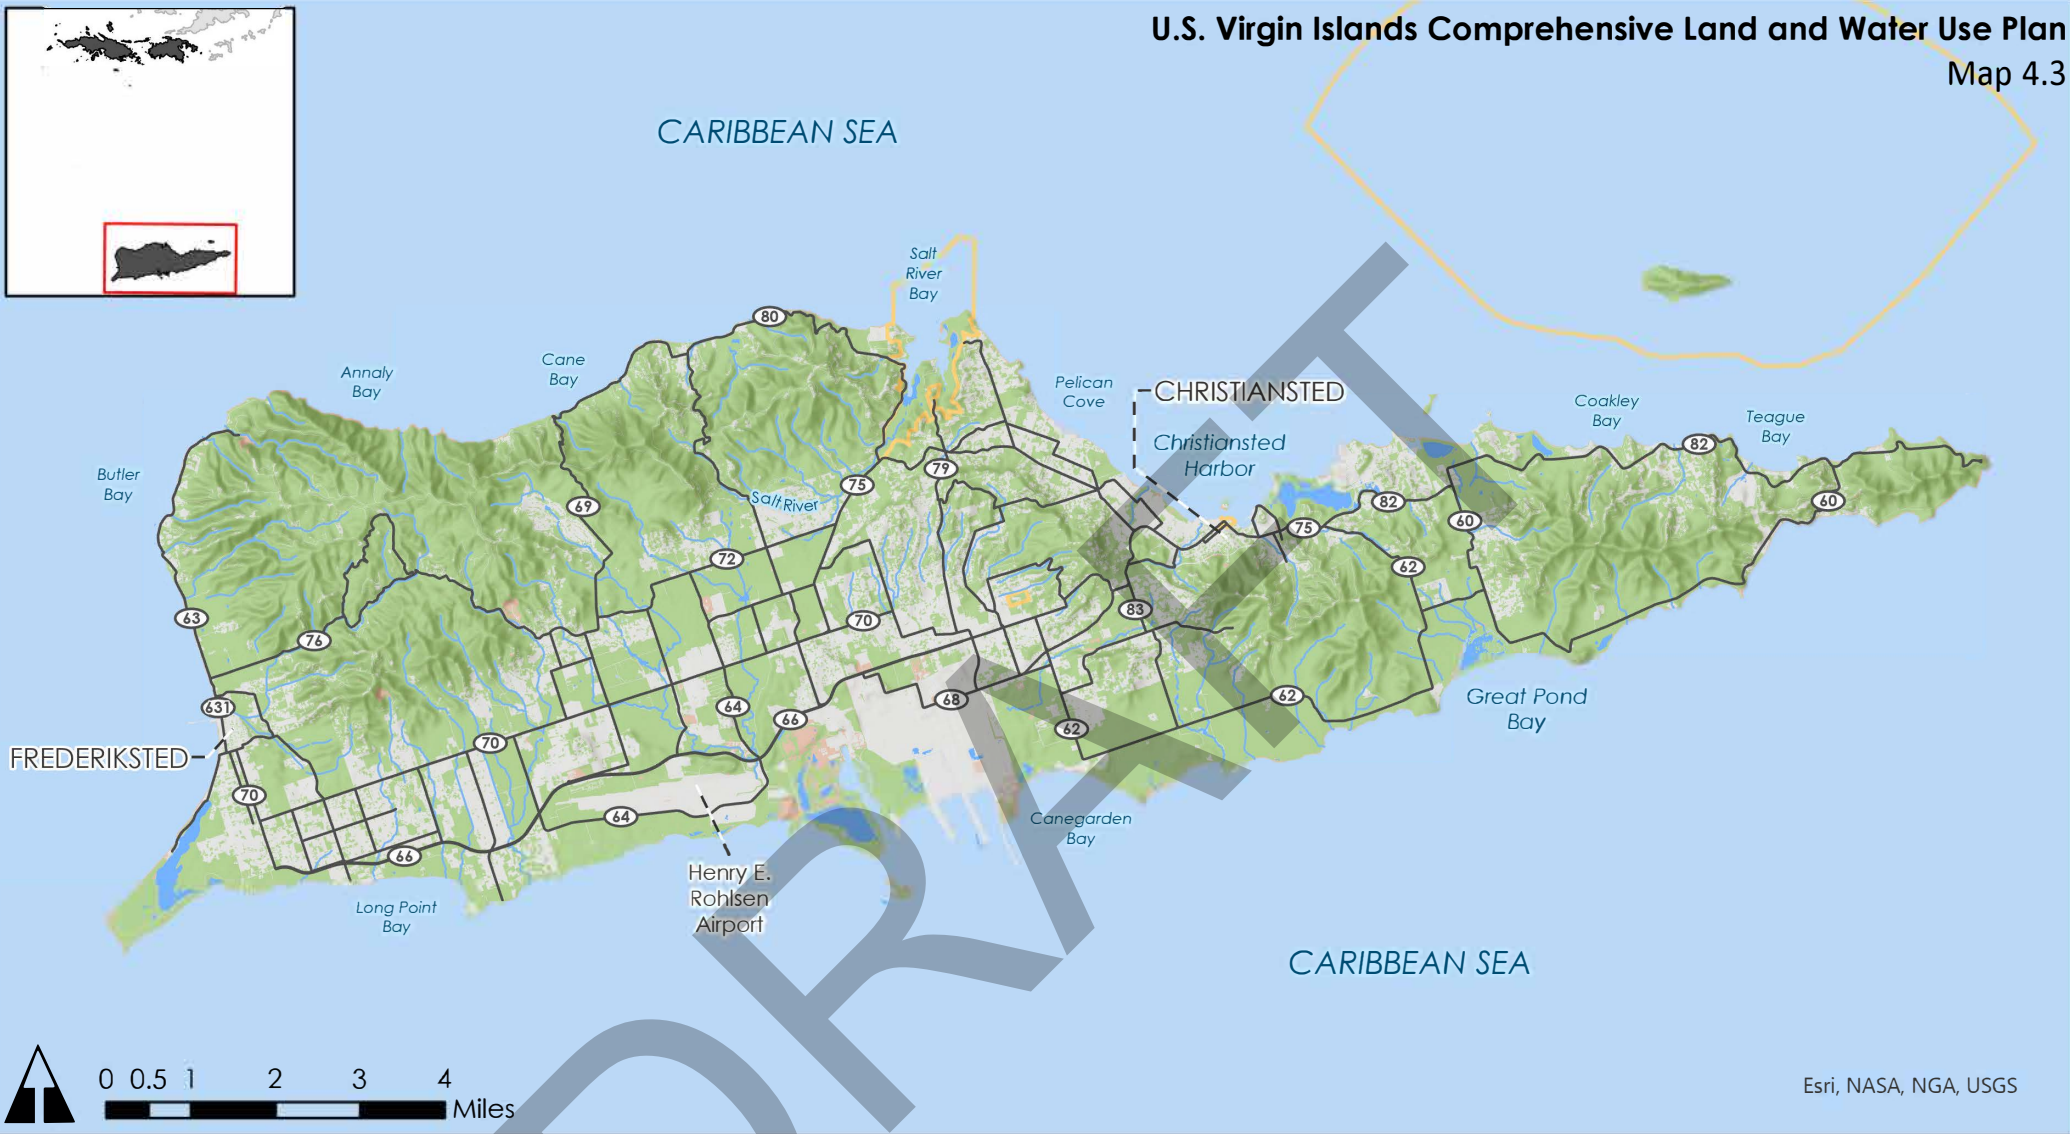 U.S. Virgin Islands Comprehensive Land and Water Use Plan
Map 4.3
CARIBBEAN SEA
Salt
River
Bay
80
Annaly
Bay
Cane
Bay
Pelican
Cove
CHRISTIANSTED
Christiansted
Harbor
Coakley
Bay
Teague
Bay
82
Butler
Bay
79
75
Salt River
69
82
60
60
75
72
62
63
76
83
70
631
64
66
68
62
62
Great Pond
Bay
FREDERIKSTED
70
70
64
66
Canegarden
Bay
Henry E.
Rohlsen
Airport
Long Point
Bay
CARIBBEAN SEA
DRAFT
0 0.5 1 2 3 4
Miles
Esri, NASA, NGA, USGS